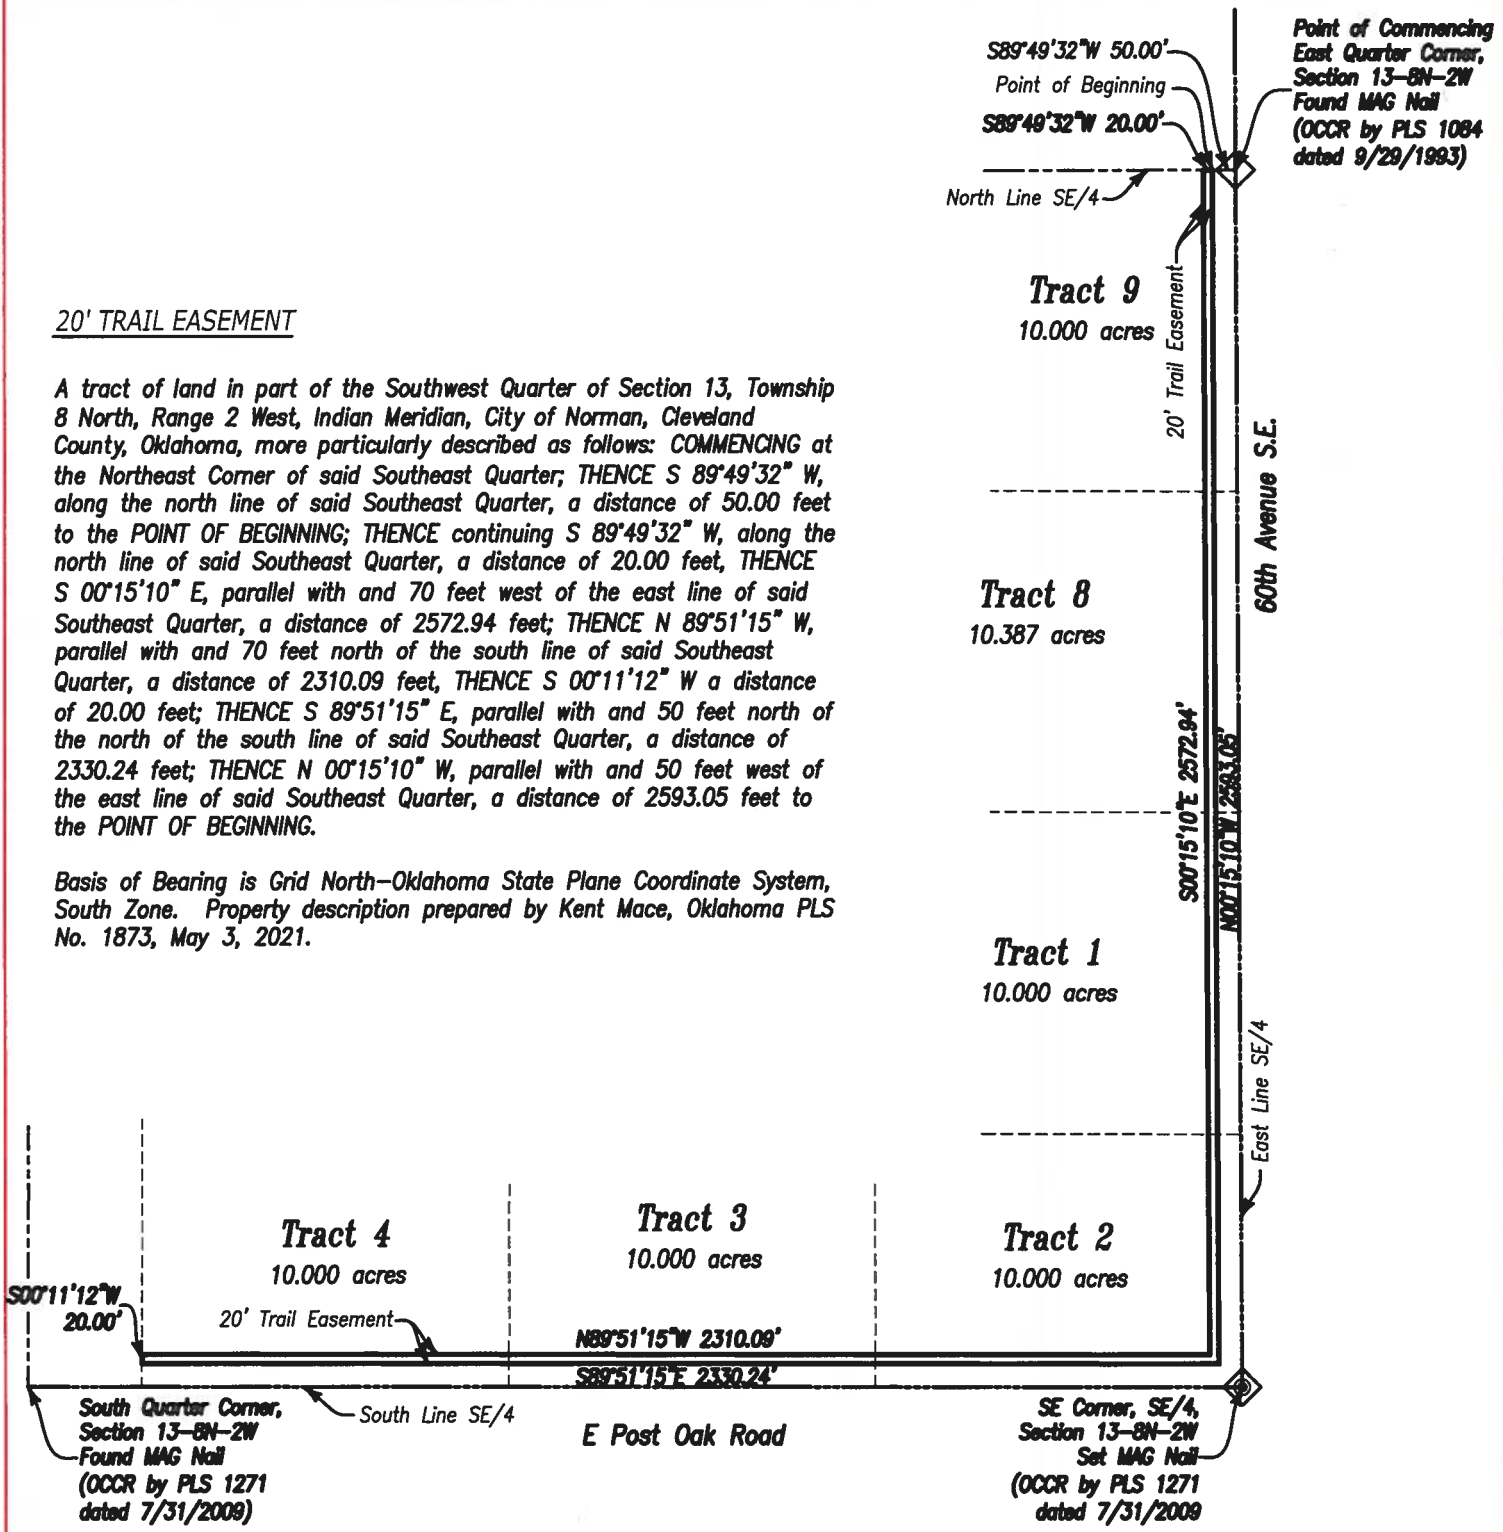 S89°49'32"W 50.00'
Point of Beginning
S89°49'32"W 20.00'
Point of Commencing
East Quarter Corner,
Section 13-8N-2W
Found MAG Nail
(OCCR by PLS 1084
dated 9/29/1993)
North Line SE/4
Tract 9
10.000 acres
20' Trail Easement
60th Avenue S.E.
20' TRAIL EASEMENT
A tract of land in part of the Southwest Quarter of Section 13, Township
8 North, Range 2 West, Indian Meridian, City of Norman, Cleveland
County, Oklahoma, more particularly described as follows: COMMENCING at
the Northeast Corner of said Southeast Quarter; THENCE S 89°49'32" W,
along the north line of said Southeast Quarter, a distance of 50.00 feet
to the POINT OF BEGINNING; THENCE continuing S 89°49'32" W, along the
north line of said Southeast Quarter, a distance of 20.00 feet, THENCE
S 00°15'10" E, parallel with and 70 feet west of the east line of said
Southeast Quarter, a distance of 2572.94 feet; THENCE N 89°51'15" W,
parallel with and 70 feet north of the south line of said Southeast
Quarter, a distance of 2310.09 feet, THENCE S 00°11'12" W a distance
of 20.00 feet; THENCE S 89°51'15" E, parallel with and 50 feet north of
the north of the south line of said Southeast Quarter, a distance of
2330.24 feet; THENCE N 00°15'10" W, parallel with and 50 feet west of
the east line of said Southeast Quarter, a distance of 2593.05 feet to
the POINT OF BEGINNING.
Basis of Bearing is Grid North-Oklahoma State Plane Coordinate System,
South Zone. Property description prepared by Kent Mace, Oklahoma PLS
No. 1873, May 3, 2021.
Tract 8
10.387 acres
S00°15'10"E 2572.94'
N00°15'10"W 2593.05'
Tract 1
10.000 acres
East Line SE/4
Tract 4
10.000 acres
Tract 3
10.000 acres
Tract 2
10.000 acres
S00°11'12"W
20.00'
20' Trail Easement
N89°51'15"W 2310.09'
S89°51'15"E 2330.24'
South Quarter Corner,
Section 13-8N-2W
Found MAG Nail
(OCCR by PLS 1271
dated 7/31/2009)
South Line SE/4
E Post Oak Road
SE Corner, SE/4,
Section 13-8N-2W
Set MAG Nail
(OCCR by PLS 1271
dated 7/31/2009